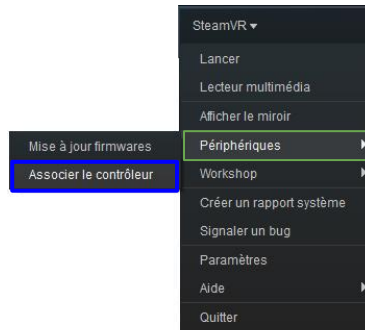 SteamVR ▾
Lancer
Lecteur multimédia
Afficher le miroir
Périphériques
Mise à jour firmwares
Associer le contrôleur
Workshop
Créer un rapport système
Signaler un bug
Paramètres
Aide
Quitter